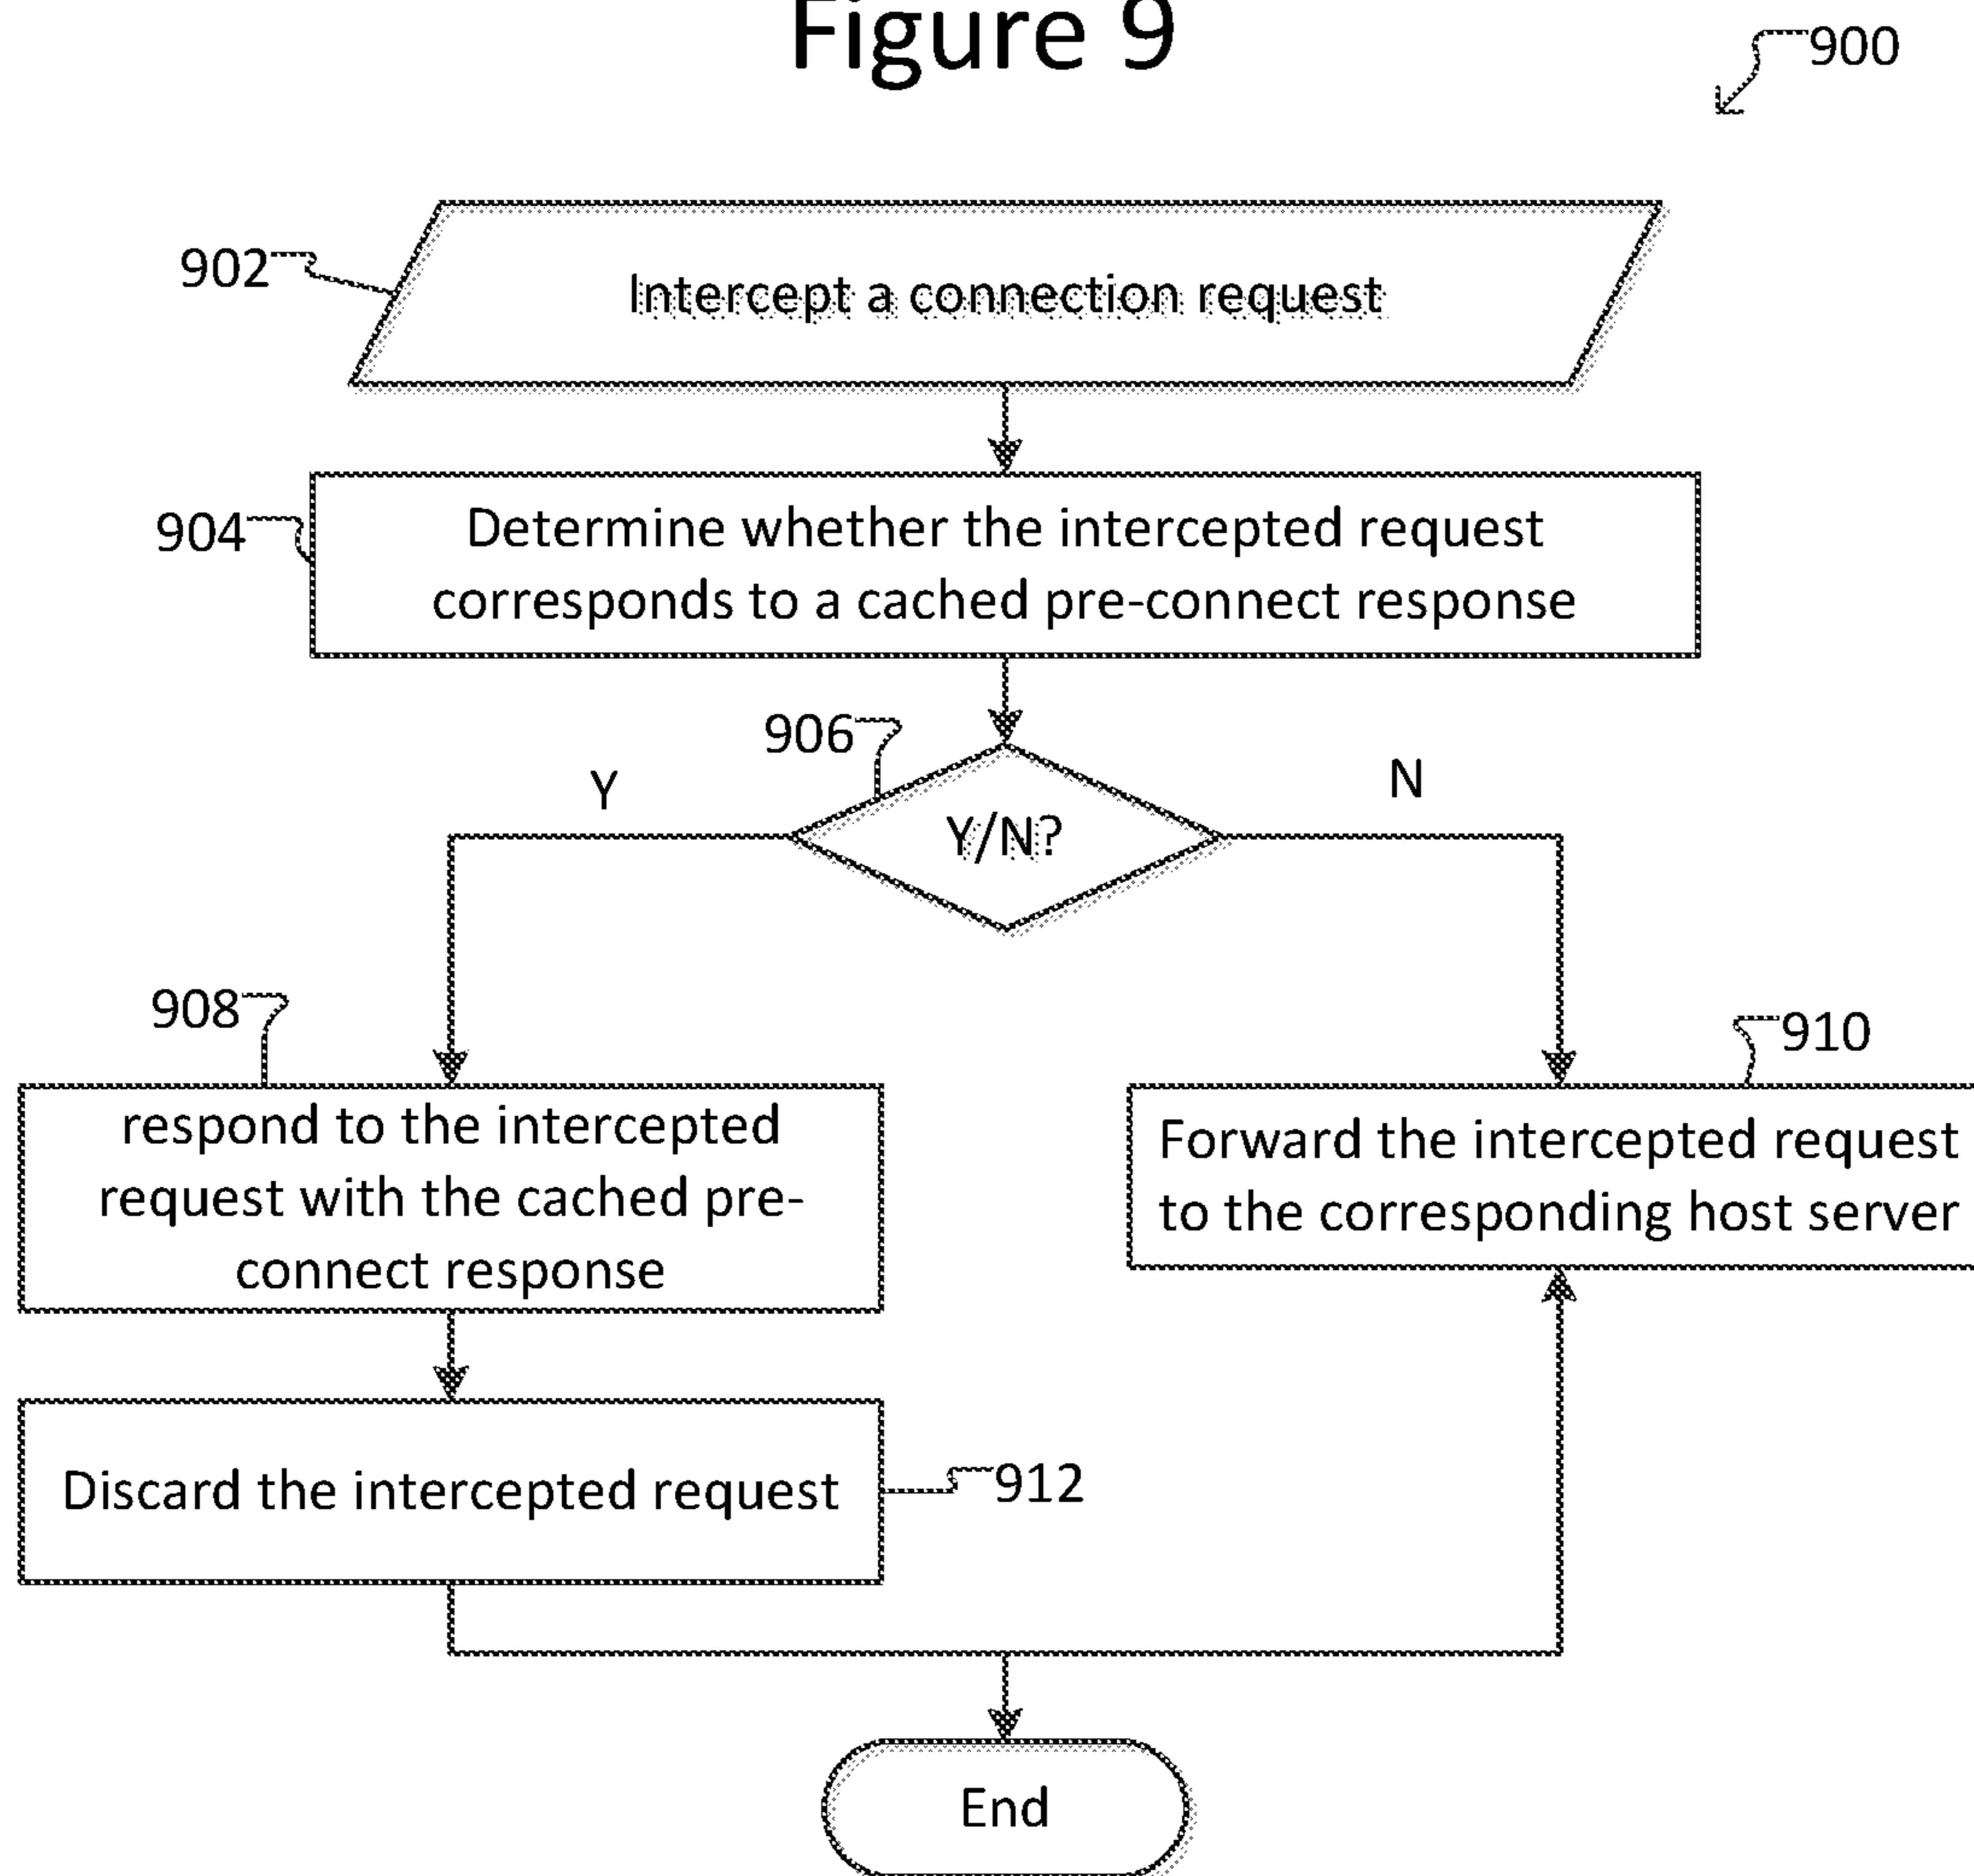 Figure 9
900
902
Intercept a connection request
904
Determine whether the intercepted request
corresponds to a cached pre-connect response
906
Y
N
Y/N?
908
910
respond to the intercepted
request with the cached pre-
connect response
Forward the intercepted request
to the corresponding host server
Discard the intercepted request
912
End